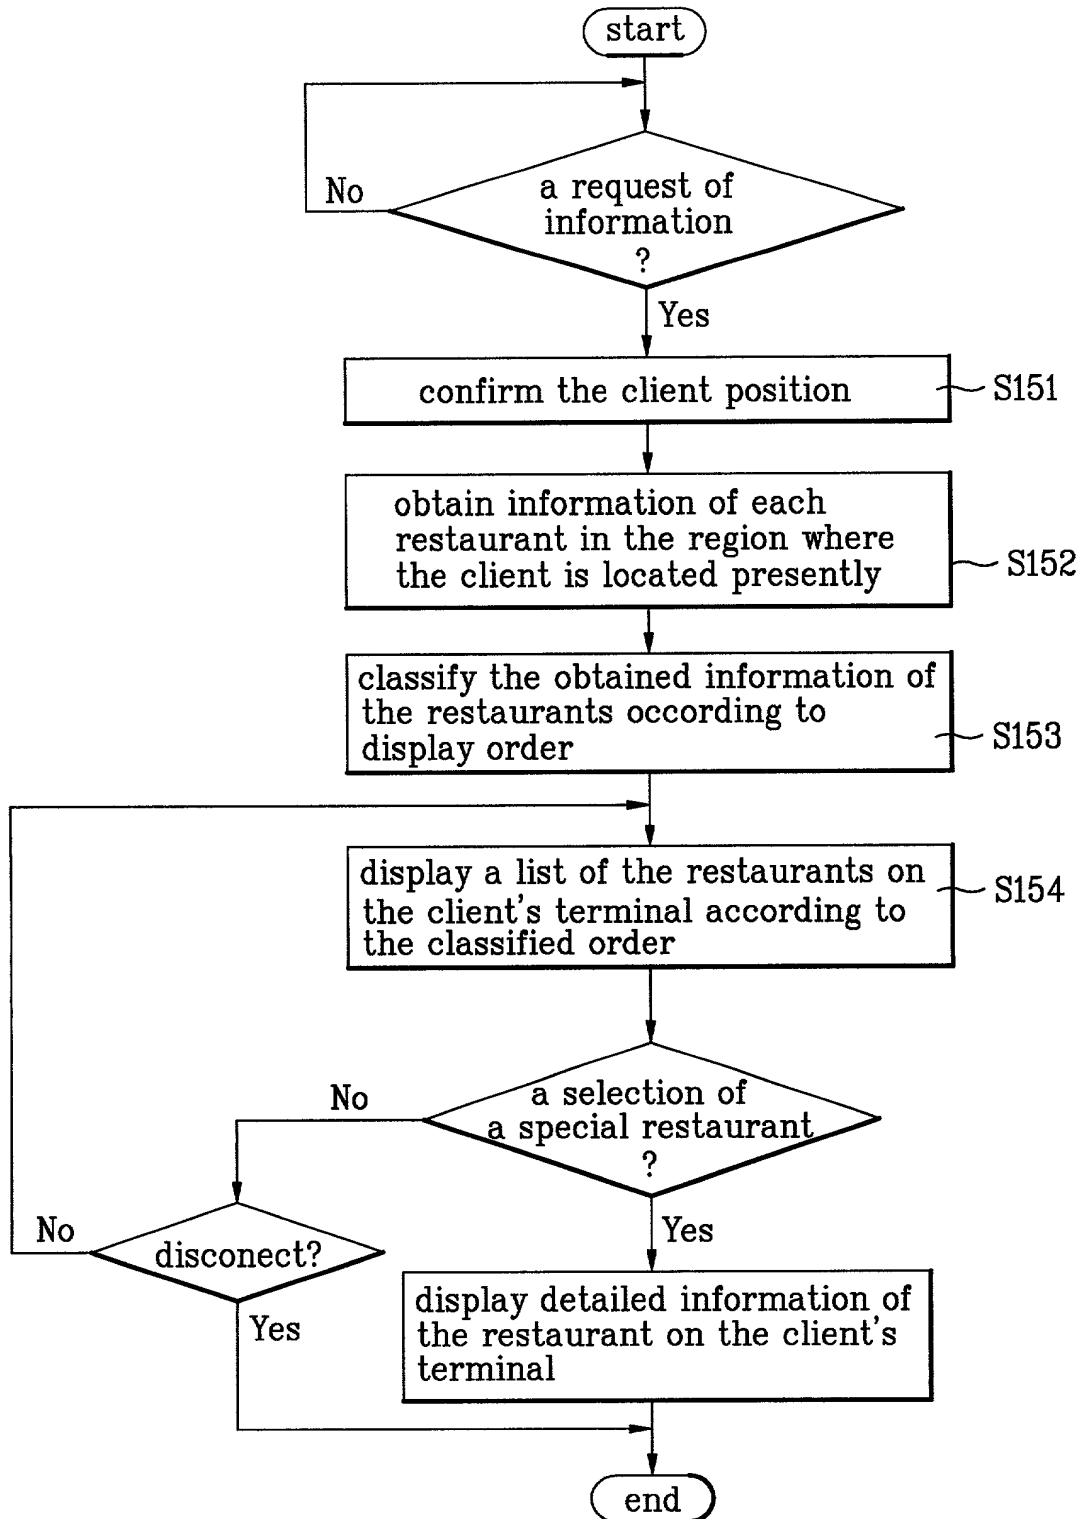 start
No
a request of
information
?
Yes
confirm the client position
S151
obtain information of each
restaurant in the region where
the client is located presently
S152
classify the obtained information of
the restaurants occording to
display order
S153
display a list of the restaurants on
the client's terminal according to
the classified order
S154
No
a selection of
a special restaurant
?
No
disconect?
Yes
Yes
display detailed information of
the restaurant on the client's
terminal
end